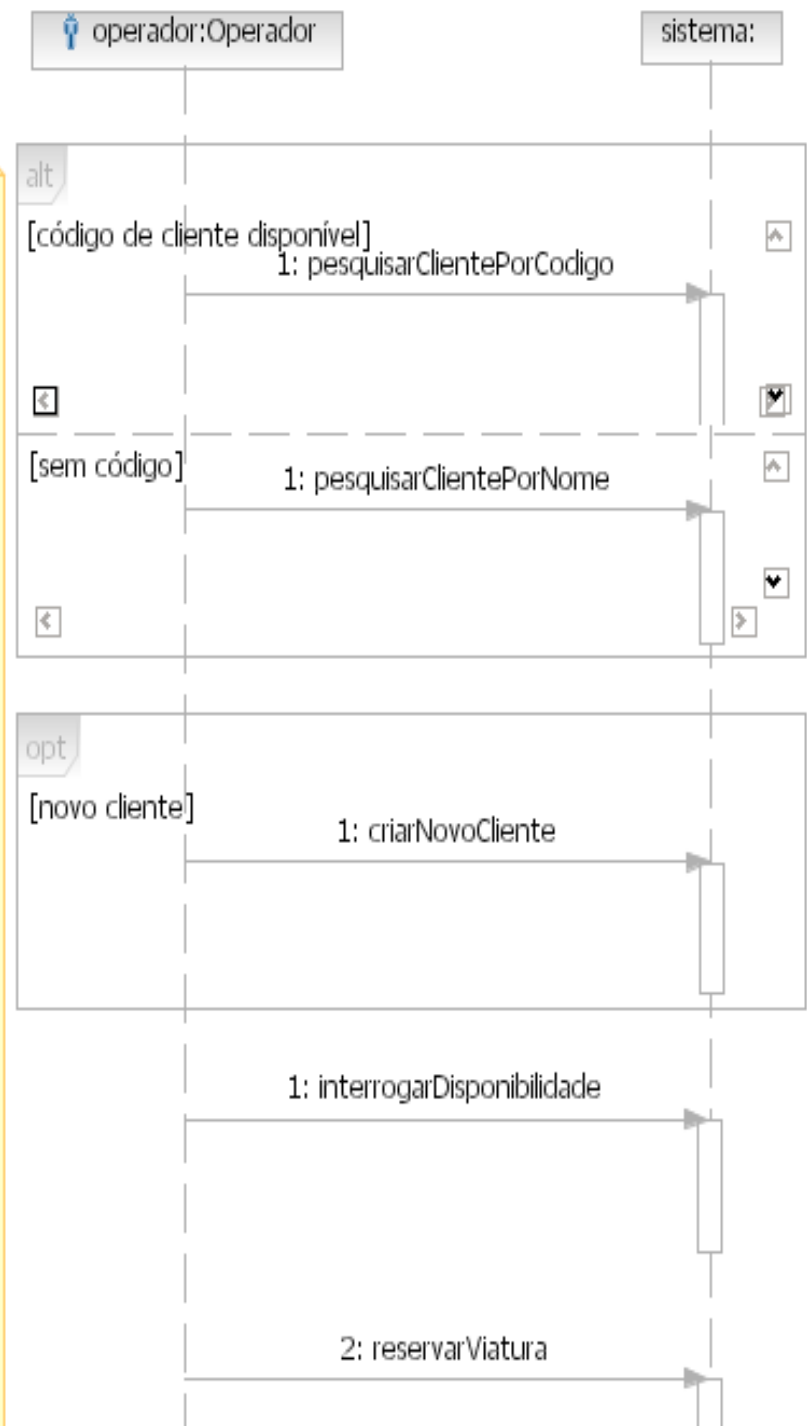 operador:Operador
sistema:
alt
[código de cliente disponível]
1: pesquisarClientePorCodigo
[sem código]
1: pesquisarClientePorNome
opt
[novo cliente]
1: criarNovoCliente
1: interrogarDisponibilidade
2: reservarViatura